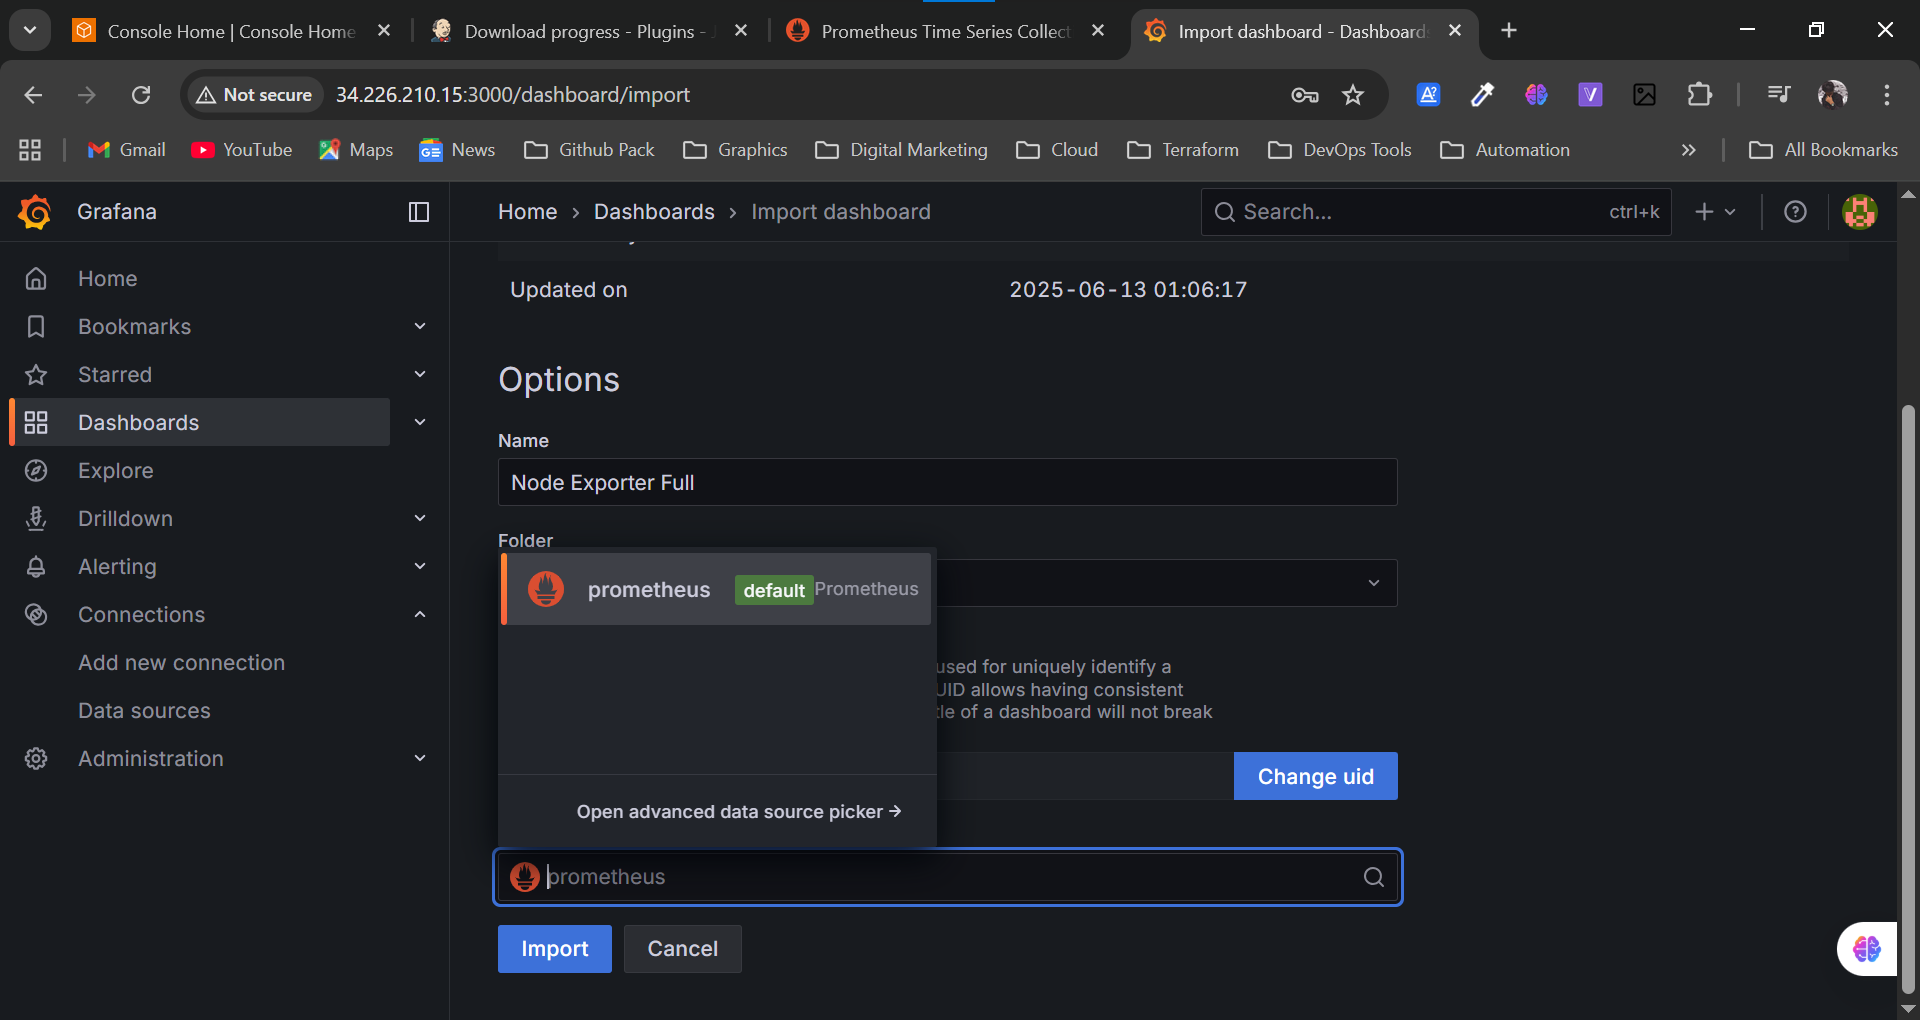 Console Home | Console Home
Download progress - Plugins -
Prometheus Time Series Collect
Import dashboard - Dashboard
Not secure
34.226.210.15:3000/dashboard/import
Gmail
YouTube
Maps
News
Github Pack
Graphics
Digital Marketing
Cloud
Terraform
DevOps Tools
Automation
All Bookmarks
Grafana
Home › Dashboards › Import dashboard
Search...
ctrl+k
Home
Bookmarks
Starred
Dashboards
Explore
Drilldown
Alerting
Connections
Add new connection
Data sources
Administration
Updated on
2025-06-13 01:06:17
Options
Name
Node Exporter Full
Folder
prometheus
default
Prometheus
used for uniquely identify a
UID allows having consistent
of a dashboard will not break
Change uid
Open advanced data source picker →
prometheus
Import
Cancel